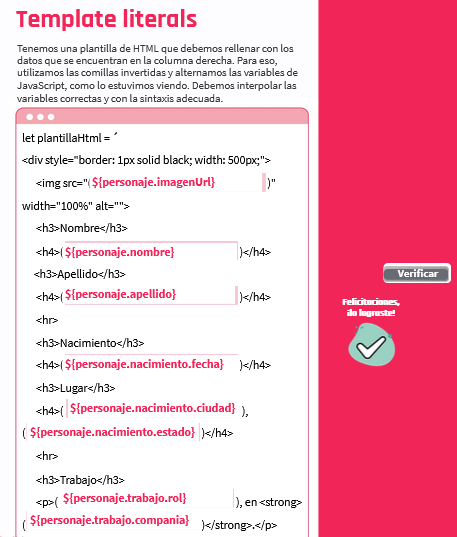 Template literals
Tenemos una plantilla de HTML que debemos rellenar con los
datos que se encuentran en la columna derecha. Para eso,
utilizamos las comillas invertidas y alternamos las variables de
JavaScript, como lo estuvimos viendo. Debemos interpolar las
variables correctas y con la sintaxis adecuada.
let plantillaHtml = ´
<div style="border: 1px solid black; width: 500px;">
<img src="(${personaje.imagenUrl} )"
width="100%" alt="">
<h3>Nombre</h3>
<h4>(${personaje.nombre} )</h4>
<h3>Apellido</h3>
<h4>(${personaje.apellido} )</h4>
<hr>
<h3>Nacimiento</h3>
<h4>(${personaje.nacimiento.fecha} )</h4>
<h3>Lugar</h3>
<h4>( ${personaje.nacimiento.ciudad} ),
( ${personaje.nacimiento.estado} )</h4>
<hr>
<h3>Trabajo</h3>
<p>( ${personaje.trabajo.rol} ), en <strong>
( ${personaje.trabajo.compania} )</strong>.</p>
Verificar
Felicitaciones,
¡lo lograste!